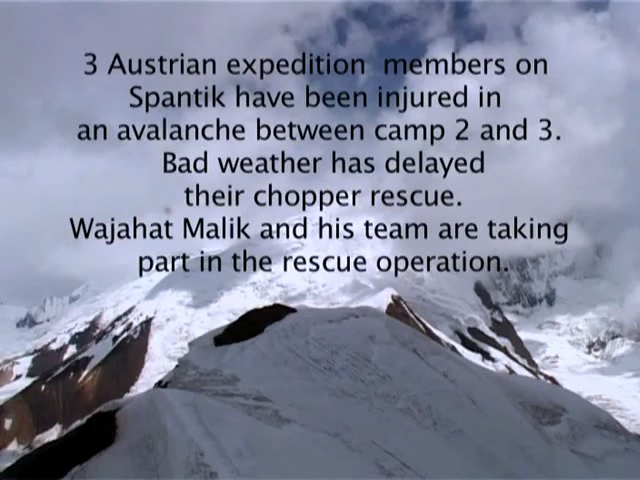 3 Austrian expedition members on
Spantik have been injured in
an avalanche between camp 2 and 3.
Bad weather has delayed
their chopper rescue.
Wajahat Malik and his team are taking
part in the rescue operation.